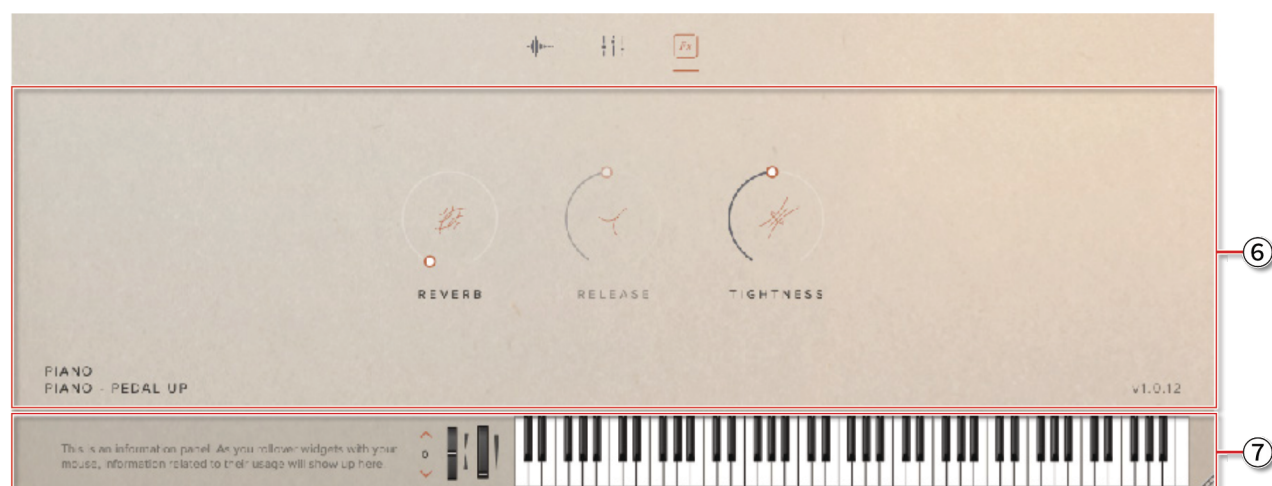 Fx
6
REVERB RELEASE TIGHTNESS
PIANO
PIANO - PEDAL UP
v1.0.12
This is an information panel. As you rollover widgets with your
mouse, information related to their usage will show up here.
0
7